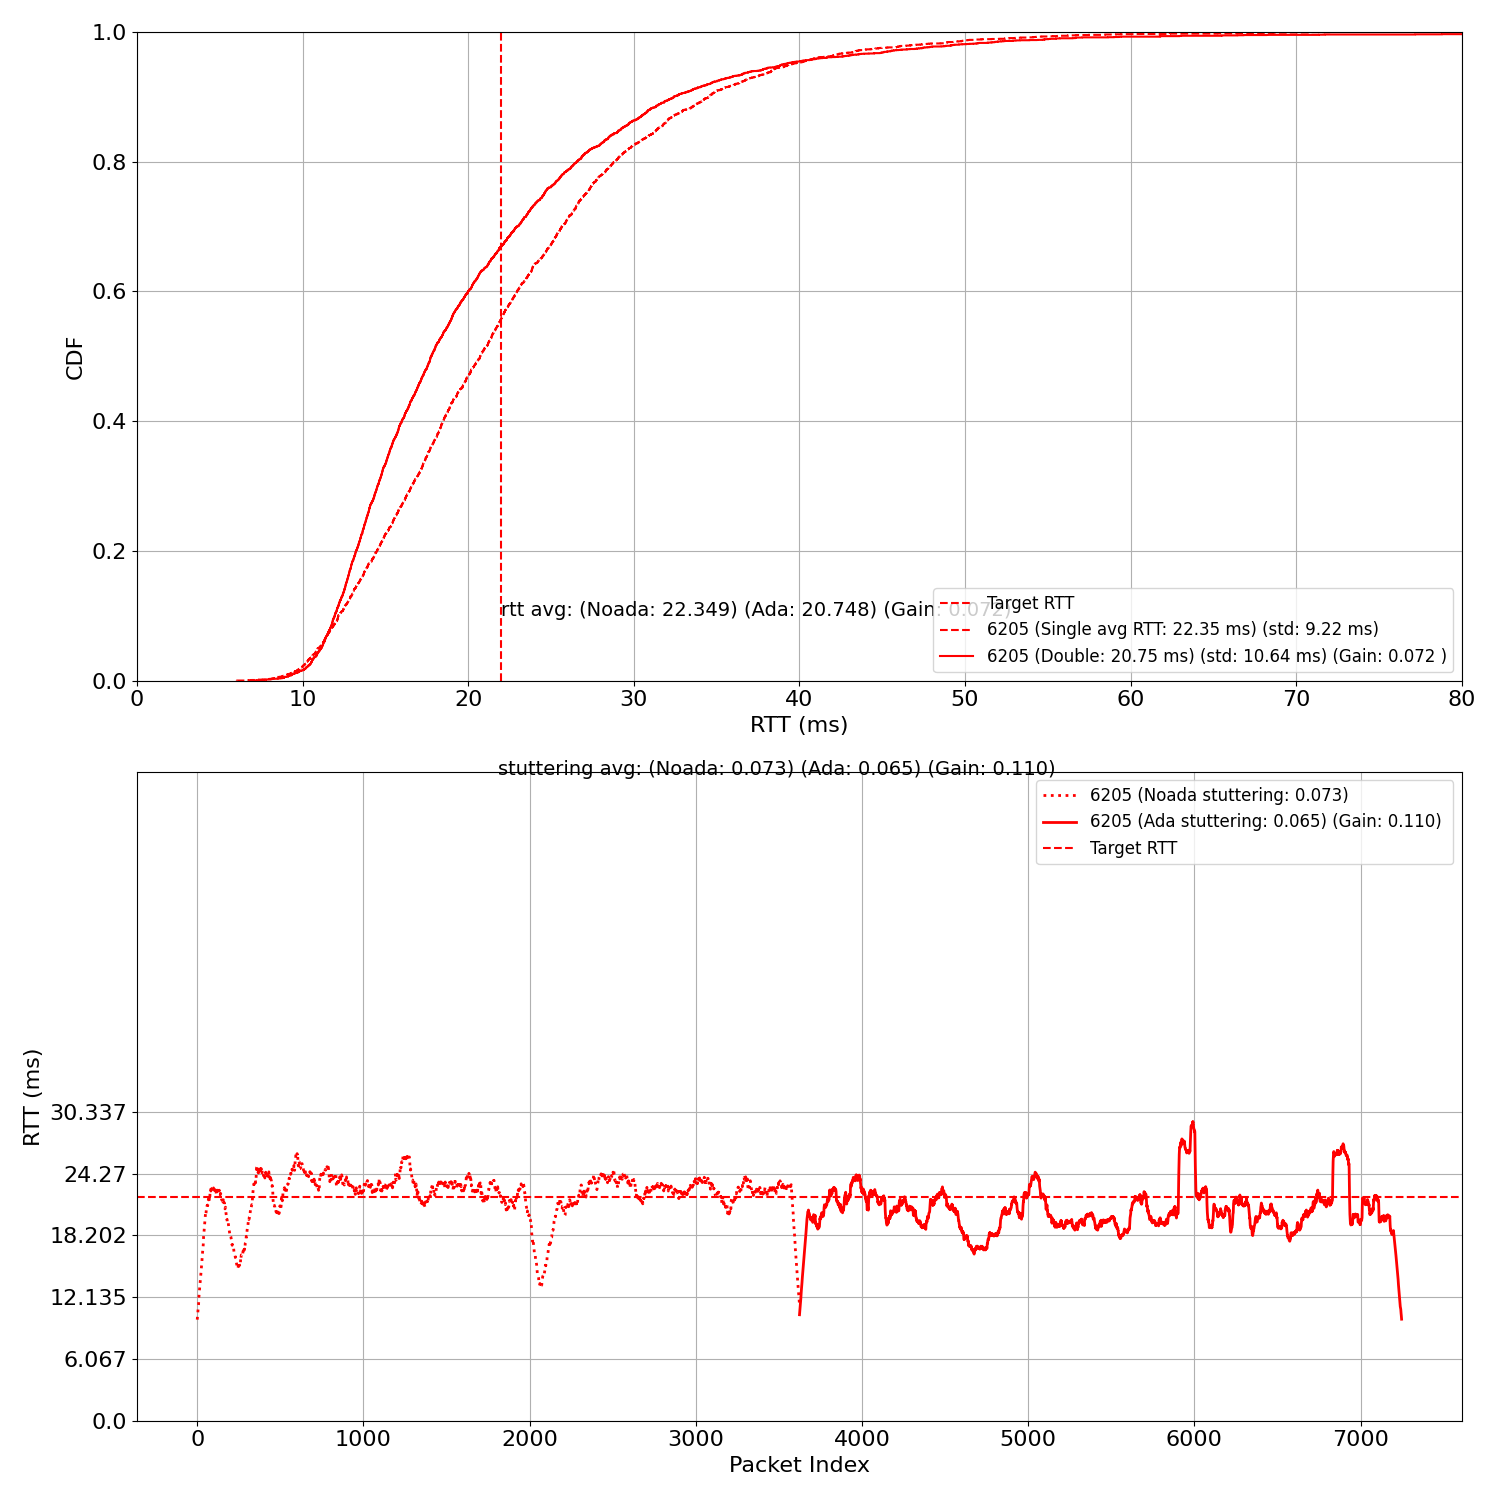 1.0
0.8
0.6
0.4
0.2
0.0
CDF
rtt avg: (Noada: 22.349) (Ada: 20.748) (Gain: 0.072)
Target RTT
6205 (Single avg RTT: 22.35 ms) (std: 9.22 ms)
6205 (Double: 20.75 ms) (std: 10.64 ms) (Gain: 0.072 )
0 10 20 30 40 50 60 70 80
RTT (ms)
stuttering avg: (Noada: 0.073) (Ada: 0.065) (Gain: 0.110)
6205 (Noada stuttering: 0.073)
6205 (Ada stuttering: 0.065) (Gain: 0.110)
Target RTT
RTT (ms)
30.337
24.27
18.202
12.135
6.067
0.0
0 1000 2000 3000 4000 5000 6000 7000
Packet Index